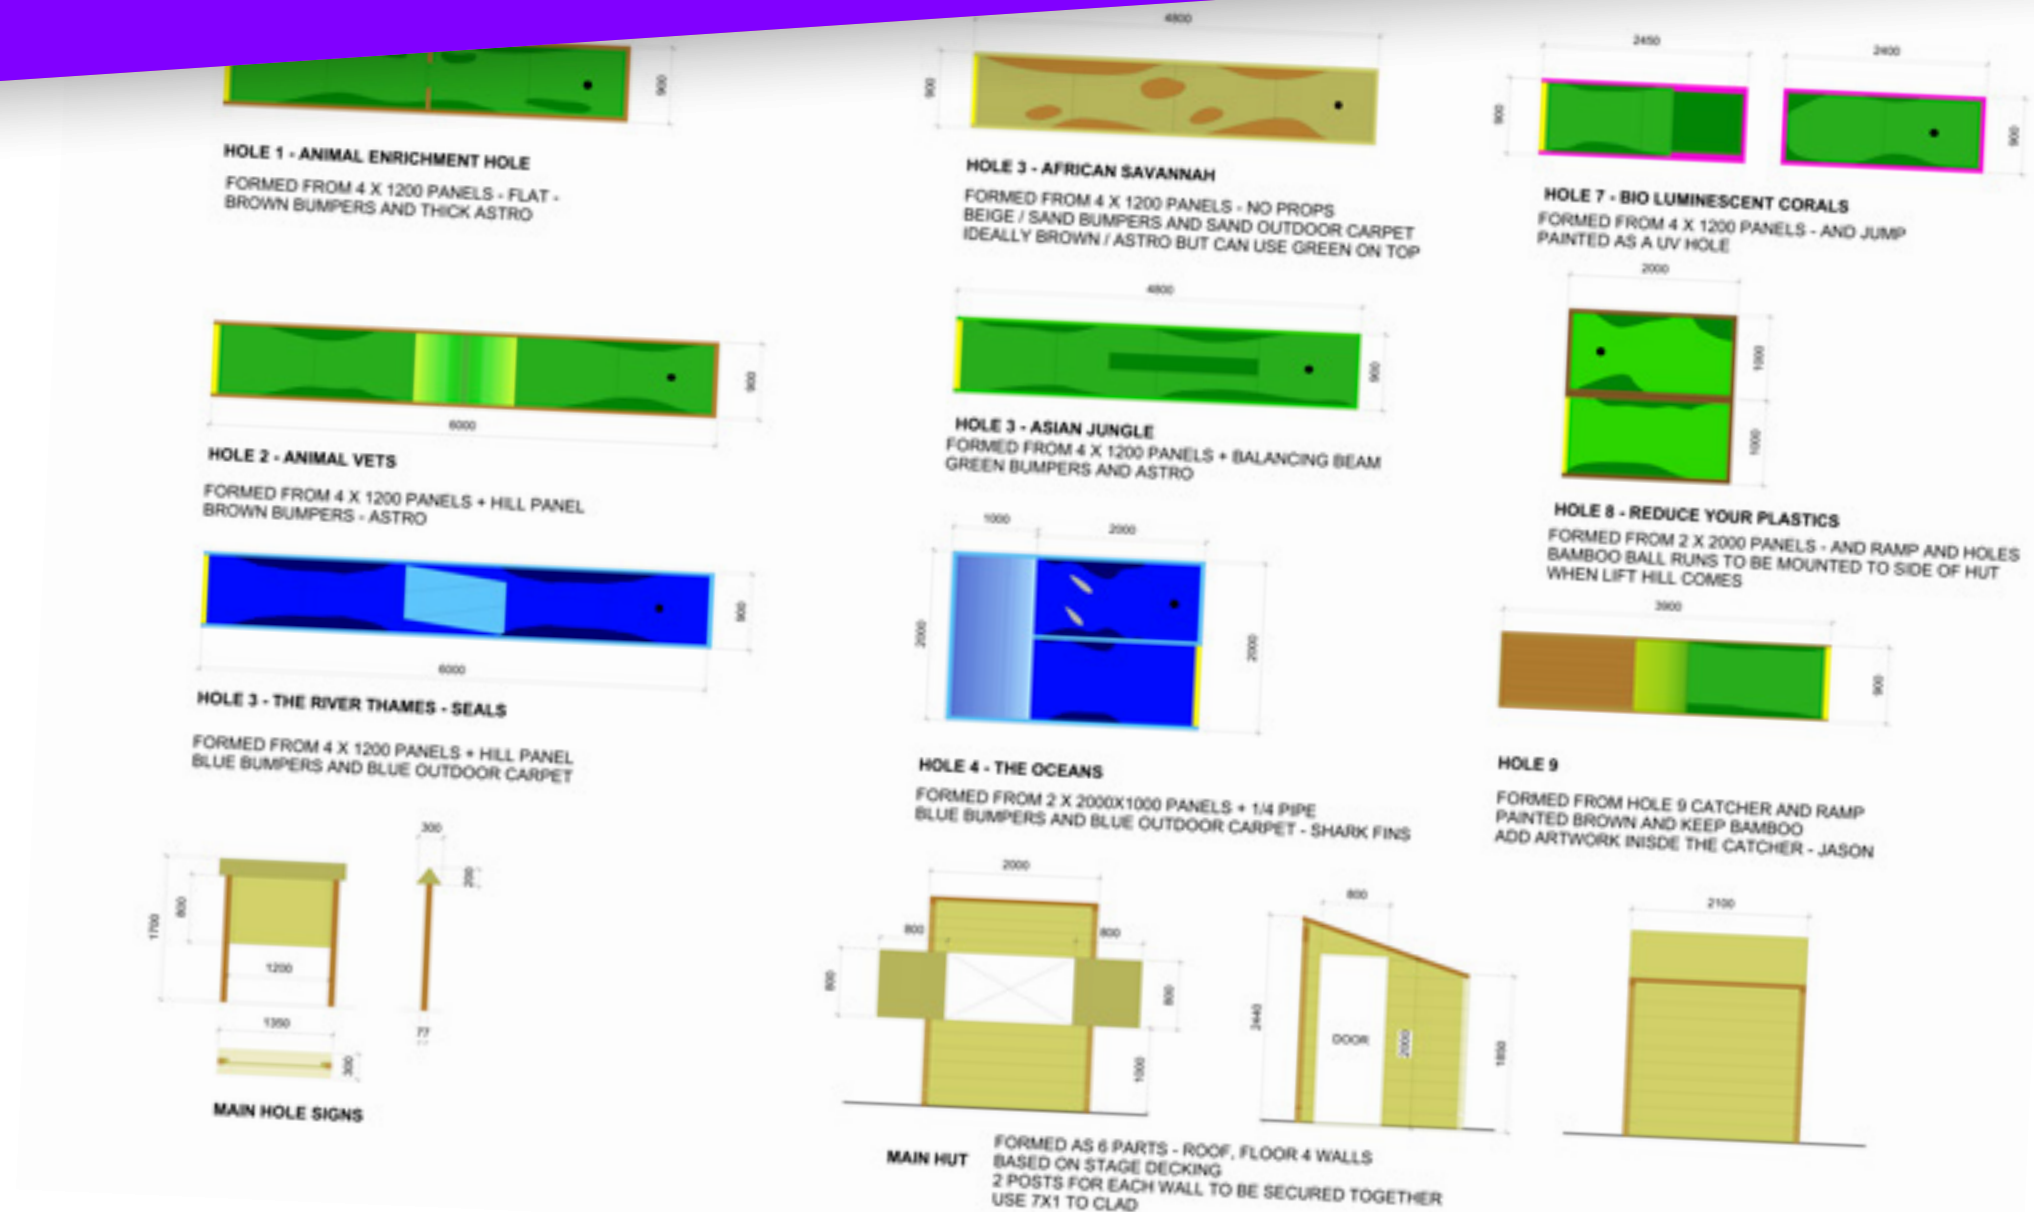 900
HOLE 1 - ANIMAL ENRICHMENT HOLE
FORMED FROM 4 X 1200 PANELS - FLAT -
BROWN BUMPERS AND THICK ASTRO
900
6000
HOLE 2 - ANIMAL VETS
FORMED FROM 4 X 1200 PANELS + HILL PANEL
BROWN BUMPERS - ASTRO
900
6000
HOLE 3 - THE RIVER THAMES - SEALS
FORMED FROM 4 X 1200 PANELS + HILL PANEL
BLUE BUMPERS AND BLUE OUTDOOR CARPET
300
200
800
1700
1200
1350
77
300
MAIN HOLE SIGNS
4800
900
HOLE 3 - AFRICAN SAVANNAH
FORMED FROM 4 X 1200 PANELS - NO PROPS
BEIGE / SAND BUMPERS AND SAND OUTDOOR CARPET
IDEALLY BROWN / ASTRO BUT CAN USE GREEN ON TOP
4800
900
HOLE 3 - ASIAN JUNGLE
FORMED FROM 4 X 1200 PANELS + BALANCING BEAM
GREEN BUMPERS AND ASTRO
1000
2000
2000
2000
HOLE 4 - THE OCEANS
FORMED FROM 2 X 2000X1000 PANELS + 1/4 PIPE
BLUE BUMPERS AND BLUE OUTDOOR CARPET - SHARK FINS
2450
2400
900
900
HOLE 7 - BIO LUMINESCENT CORALS
FORMED FROM 4 X 1200 PANELS - AND JUMP
PAINTED AS A UV HOLE
2000
1000
1000
HOLE 8 - REDUCE YOUR PLASTICS
FORMED FROM 2 X 2000 PANELS - AND RAMP AND HOLES
BAMBOO BALL RUNS TO BE MOUNTED TO SIDE OF HUT
WHEN LIFT HILL COMES
3900
900
HOLE 9
FORMED FROM HOLE 9 CATCHER AND RAMP
PAINTED BROWN AND KEEP BAMBOO
ADD ARTWORK INISDE THE CATCHER - JASON
2000
800
800
800
800
1000
800
2440
DOOR
2000
1850
2100
MAIN HUT
FORMED AS 6 PARTS - ROOF, FLOOR 4 WALLS
BASED ON STAGE DECKING
2 POSTS FOR EACH WALL TO BE SECURED TOGETHER
USE 7X1 TO CLAD